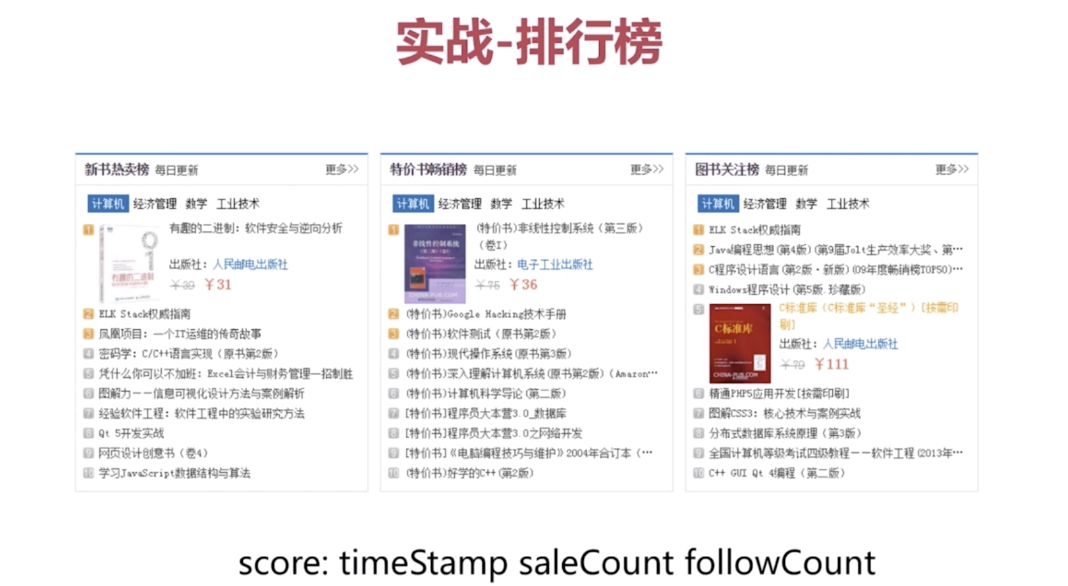 实战-排行榜
新书热卖榜 每日更新 更多>>
计算机 经济管理 数学 工业技术
1 有趣的二进制：软件安全与逆向分析
出版社：人民邮电出版社
￥39 ￥31
2 ELK Stack权威指南
3 凤凰项目：一个IT运维的传奇故事
4 密码学：C/C++语言实现（原书第2版）
5 凭什么你可以不加班：Excel会计与财务管理一招制胜
6 图解力——信息可视化设计方法与案例解析
7 经验软件工程：软件工程中的实验研究方法
8 Qt 5开发实战
9 网页设计创意书（卷4）
10 学习JavaScript数据结构与算法
特价书畅销榜 每日更新 更多>>
计算机 经济管理 数学 工业技术
1 (特价书)非线性控制系统（第三版）
（卷I）
非线性控制系统
CHINA-PUB.COM
出版社：电子工业出版社
￥75 ￥36
2 (特价书)Google Hacking技术手册
3 (特价书)软件测试（原书第2版）
4 (特价书)现代操作系统(原书第3版)
5 (特价书)深入理解计算机系统(原书第2版)（Amazon…
6 (特价书)计算机科学导论(第二版)
7 [特价书]程序员大本营3.0_数据库
8 [特价书]程序员大本营3.0之网络开发
9 [特价书]《电脑编程技巧与维护》2004年合订本（…
10 (特价书)好学的C++(第2版)
图书关注榜 每日更新 更多>>
计算机 经济管理 数学 工业技术
1 ELK Stack权威指南
2 Java编程思想(第4版)(第9届Jolt生产效率大奖、第…
3 C程序设计语言(第2版·新版)(09年度畅销榜TOP50)…
4 Windows程序设计(第5版.珍藏版)
5 C标准库（C标准库“圣经”）[按需印
刷]
C标准库
CHINA-PUB.COM
出版社：人民邮电出版社
￥79 ￥111
6 精通PHP5应用开发[按需印刷]
7 图解CSS3：核心技术与案例实战
8 分布式数据库系统原理（第3版）
9 全国计算机等级考试四级教程——软件工程(2013年…
10 C++ GUI Qt 4编程（第二版）
score: timeStamp saleCount followCount